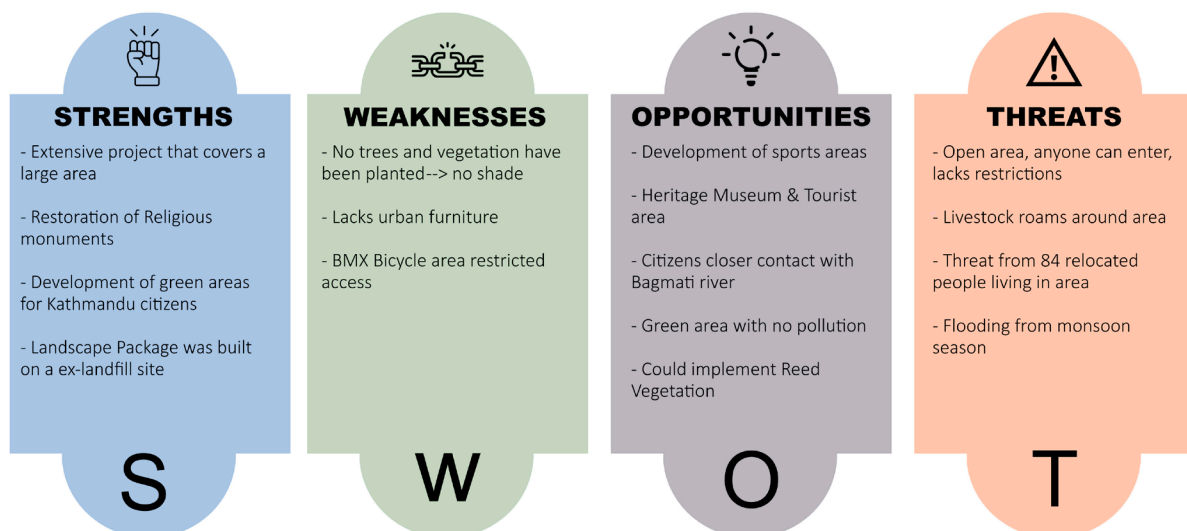 STRENGTHS
- Extensive project that covers a
large area
- Restoration of Religious
monuments
- Development of green areas
for Kathmandu citizens
- Landscape Package was built
on a ex-landfill site
S
WEAKNESSES
- No trees and vegetation have
been planted--> no shade
- Lacks urban furniture
- BMX Bicycle area restricted
access
W
OPPORTUNITIES
- Development of sports areas
- Heritage Museum & Tourist
area
- Citizens closer contact with
Bagmati river
- Green area with no pollution
- Could implement Reed
Vegetation
O
THREATS
- Open area, anyone can enter,
lacks restrictions
- Livestock roams around area
- Threat from 84 relocated
people living in area
- Flooding from monsoon
season
T